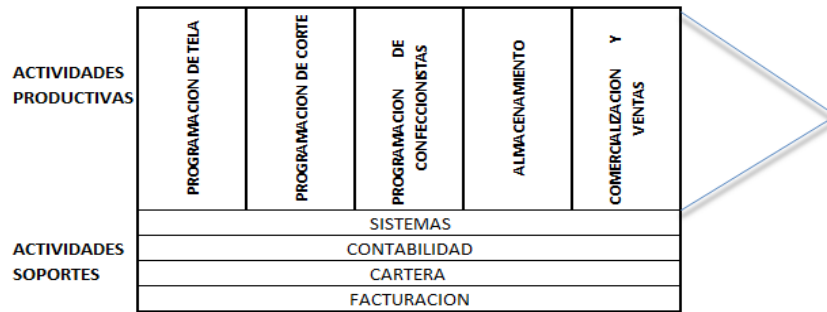 ACTIVIDADES
PRODUCTIVAS
PROGRAMACION DE TELA
PROGRAMACION DE CORTE
PROGRAMACION DE
CONFECCIONISTAS
ALMACENAMIENTO
COMERCIALIZACION Y
VENTAS
ACTIVIDADES
SOPORTES
SISTEMAS
CONTABILIDAD
CARTERA
FACTURACION